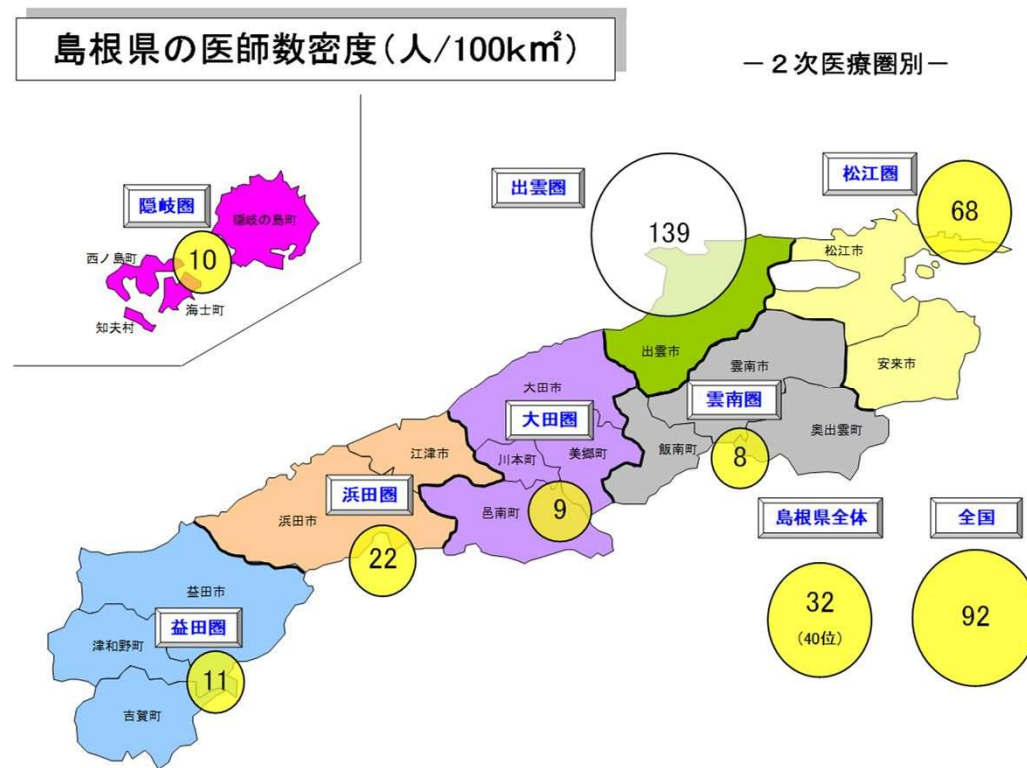 島根県の医師数密度(人/100k㎡)
－２次医療圏別－
隠岐圏
隠岐の島町
10
西ノ島町
海士町
知夫村
出雲圏
139
松江圏
68
松江市
安来市
出雲市
雲南市
雲南圏
奥出雲町
飯南町
8
大田市
大田圏
川本町
美郷町
邑南町
9
江津市
浜田圏
浜田市
22
益田市
益田圏
津和野町
11
吉賀町
島根県全体
32
(40位)
全国
92